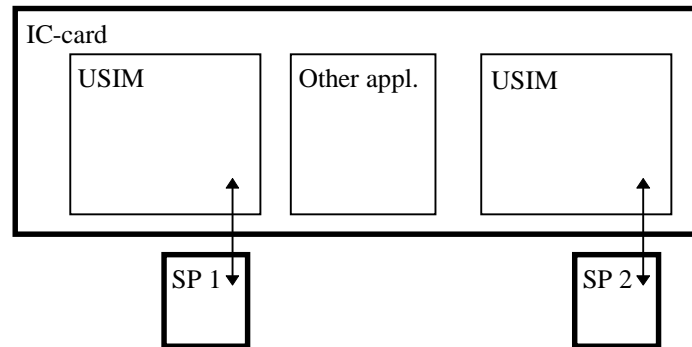 IC-card
USIM
Other appl.
USIM
SP 1
SP 2